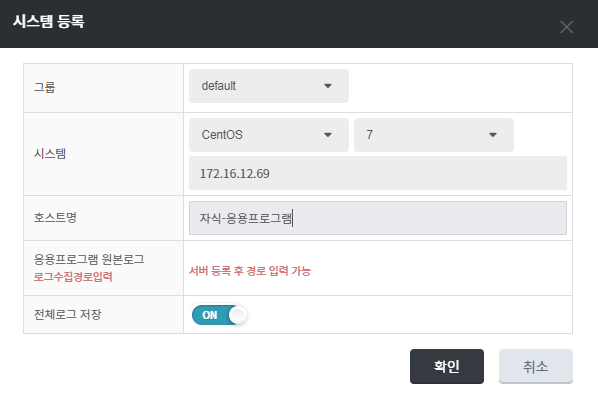 시스템 등록
그룹
default
시스템
CentOS
7
172.16.12.69
호스트명
자식-응용프로그램
응용프로그램 원본로그
로그수집경로입력
서버 등록 후 경로 입력 가능
전체로그 저장
ON
확인
취소